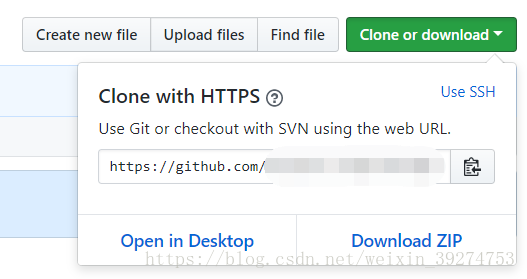 Create new file Upload files Find file Clone or download
Clone with HTTPS Use SSH
Use Git or checkout with SVN using the web URL.
https://github.com/
Open in Desktop Download ZIP
https://blog.csdn.net/weixin_39274753